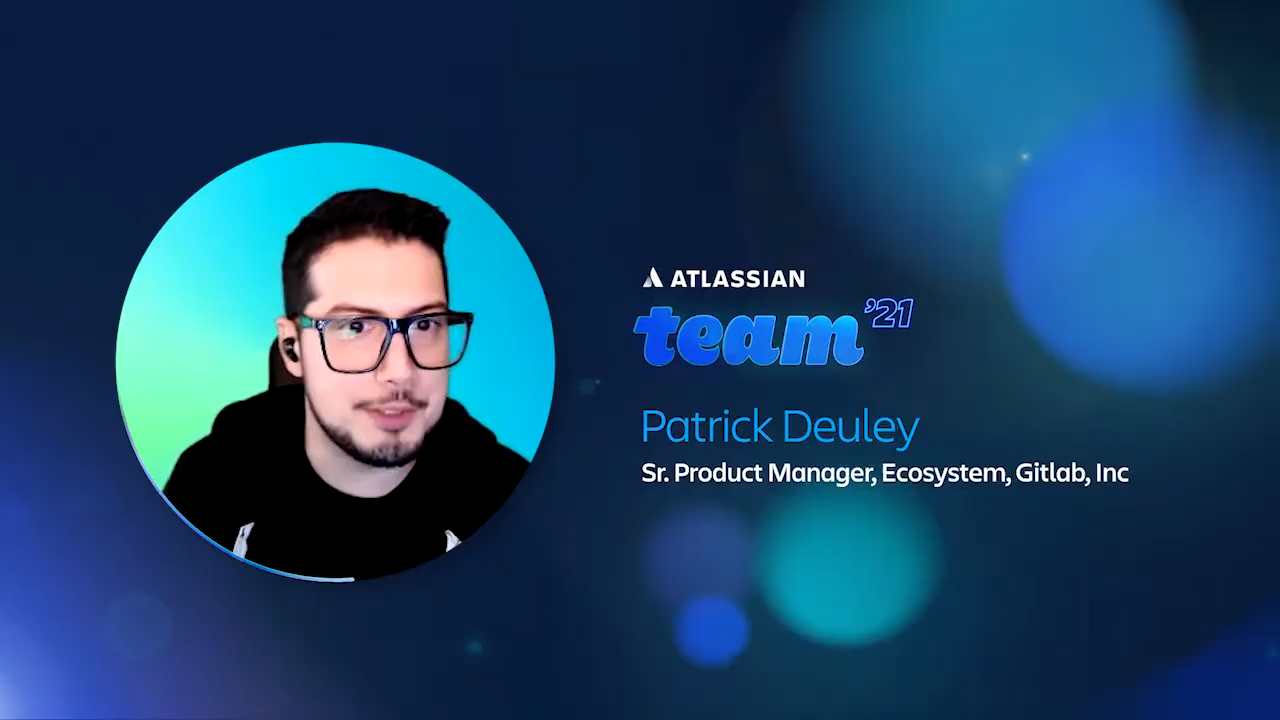 ATLASSIAN
team '21
Patrick Deuley
Sr. Product Manager, Ecosystem, Gitlab, Inc